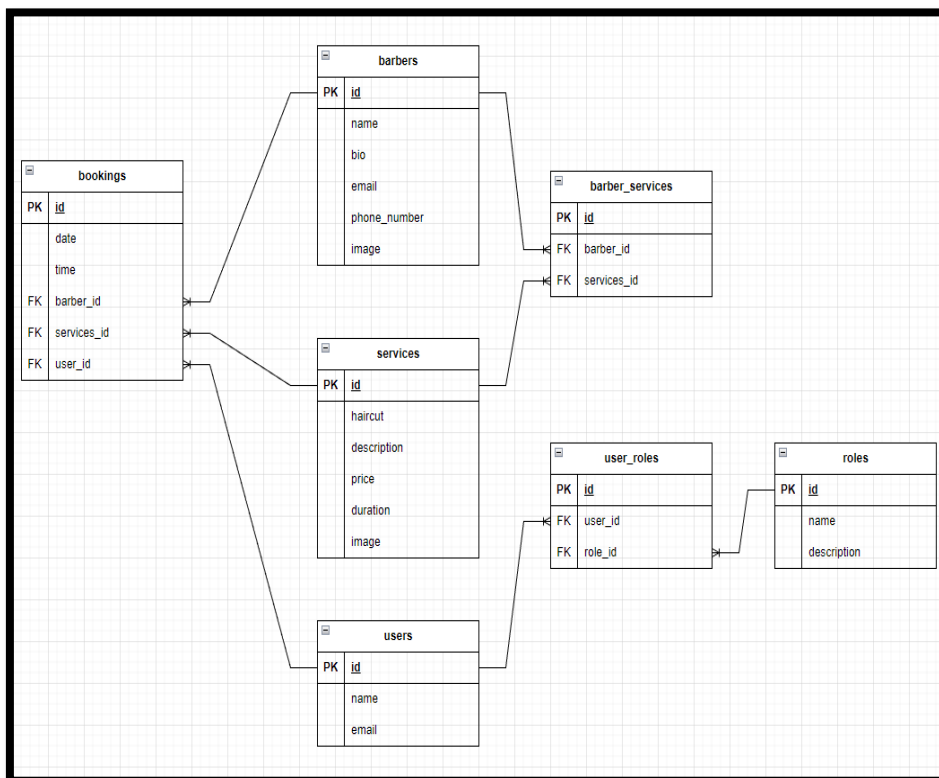 barbers
PK id
name
bio
email
phone_number
image
bookings
PK id
date
time
FK barber_id
FK services_id
FK user_id
barber_services
PK id
FK barber_id
FK services_id
services
PK id
haircut
description
price
duration
image
user_roles
PK id
FK user_id
FK role_id
roles
PK id
name
description
users
PK id
name
email